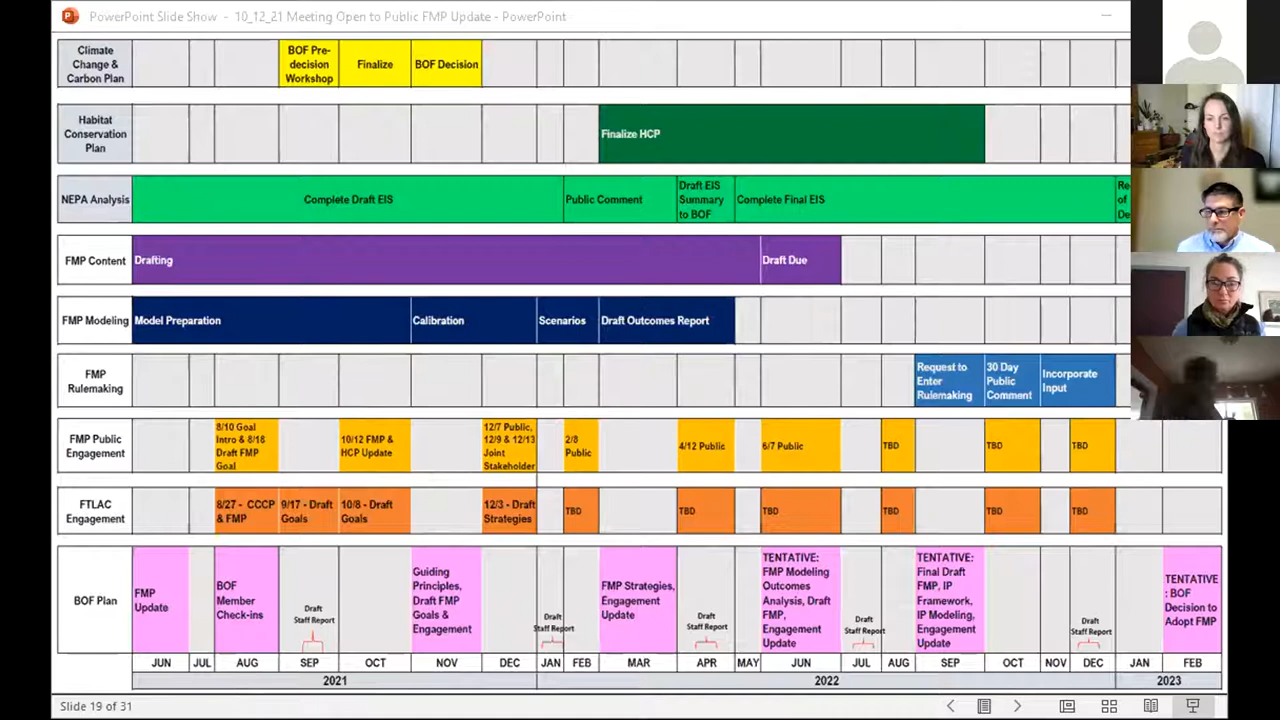 PowerPoint Slide Show - 10_12_21 Meeting Open to Public FMP Update - PowerPoint
Climate
Change &
Carbon Plan
BOF Pre-
decision
Workshop
Finalize
BOF Decision
Habitat
Conservation
Plan
Finalize HCP
NEPA Analysis
Complete Draft EIS
Public Comment
Draft EIS
Summary
to BOF
Complete Final EIS
Re
of
De
FMP Content
Drafting
Draft Due
FMP Modeling
Model Preparation
Calibration
Scenarios
Draft Outcomes Report
FMP
Rulemaking
Request to
Enter
Rulemaking
30 Day
Public
Comment
Incorporate
Input
FMP Public
Engagement
8/10 Goal
Intro & 8/18
Draft FMP
Goal
10/12 FMP &
HCP Update
12/7 Public,
12/9 & 12/13
Joint
Stakeholder
2/8
Public
4/12 Public
6/7 Public
TBD
TBD
TBD
FTLAC
Engagement
8/27 - CCCP
& FMP
9/17 - Draft
Goals
10/8 - Draft
Goals
12/3 - Draft
Strategies
TBD
TBD
TBD
TBD
TBD
TBD
BOF Plan
FMP
Update
BOF
Member
Check-ins
Draft
Staff Report
Guiding
Principles,
Draft FMP
Goals &
Engagement
Draft
Staff Report
FMP Strategies,
Engagement
Update
Draft
Staff Report
TENTATIVE:
FMP Modeling
Outcomes
Analysis, Draft
FMP,
Engagement
Update
Draft
Staff Report
TENTATIVE:
Final Draft
FMP, IP
Framework,
IP Modeling,
Engagement
Update
Draft
Staff Report
TENTATIVE
: BOF
Decision to
Adopt FMP
JUN JUL AUG SEP OCT NOV DEC JAN FEB MAR APR MAY JUN JUL AUG SEP OCT NOV DEC JAN FEB
2021 2022 2023
Slide 19 of 31